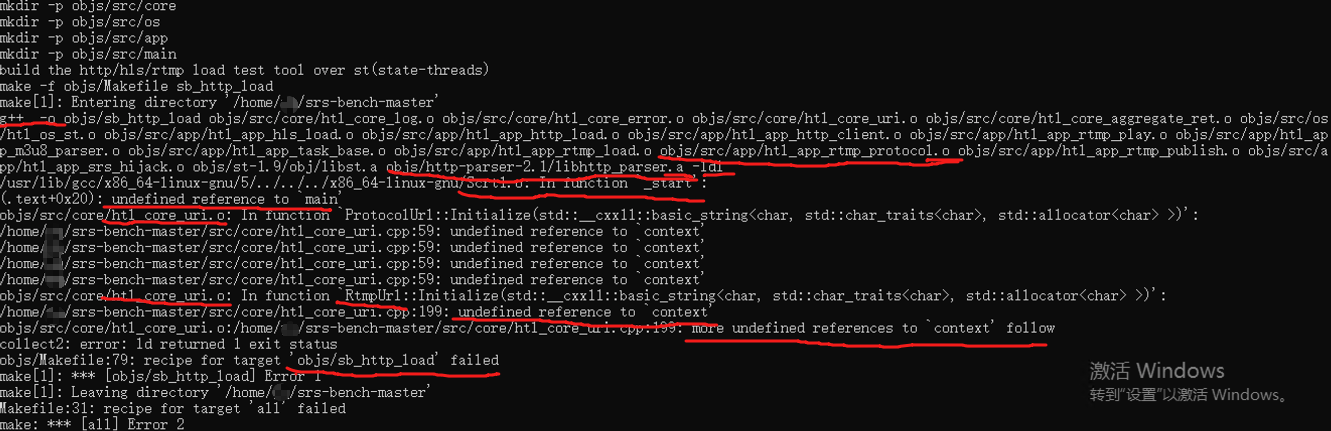 mkdir -p objs/src/core
mkdir -p objs/src/os
mkdir -p objs/src/app
mkdir -p objs/src/main
build the http/hls/rtmp load test tool over st(state-threads)
make -f objs/Makefile sb_http_load
make[1]: Entering directory '/home/ /srs-bench-master'
g++ -o objs/sb_http_load objs/src/core/htl_core_log.o objs/src/core/htl_core_error.o objs/src/core/htl_core_uri.o objs/src/core/htl_core_aggregate_ret.o objs/src/os
/htl_os_st.o objs/src/app/htl_app_hls_load.o objs/src/app/htl_app_http_load.o objs/src/app/htl_app_http_client.o objs/src/app/htl_app_rtmp_play.o objs/src/app/htl_ap
p_m3u8_parser.o objs/src/app/htl_app_task_base.o objs/src/app/htl_app_rtmp_load.o objs/src/app/htl_app_rtmp_protocol.o objs/src/app/htl_app_rtmp_publish.o objs/src/a
pp/htl_app_srs_hijack.o objs/st-1.9/obj/libst.a objs/http-parser-2.1/libhttp_parser.a -ldl
/usr/lib/gcc/x86_64-linux-gnu/5/../../../x86_64-linux-gnu/Scrt1.o: In function `_start':
(.text+0x20): undefined reference to `main'
objs/src/core/htl_core_uri.o: In function `ProtocolUrl::Initialize(std::__cxx11::basic_string<char, std::char_traits<char>, std::allocator<char> >)':
/home/ /srs-bench-master/src/core/htl_core_uri.cpp:59: undefined reference to `context'
/home/ /srs-bench-master/src/core/htl_core_uri.cpp:59: undefined reference to `context'
/home/ /srs-bench-master/src/core/htl_core_uri.cpp:59: undefined reference to `context'
/home/ /srs-bench-master/src/core/htl_core_uri.cpp:59: undefined reference to `context'
objs/src/core/htl_core_uri.o: In function `RtmpUrl::Initialize(std::__cxx11::basic_string<char, std::char_traits<char>, std::allocator<char> >)':
/home/ /srs-bench-master/src/core/htl_core_uri.cpp:199: undefined reference to `context'
objs/src/core/htl_core_uri.o:/home/ /srs-bench-master/src/core/htl_core_uri.cpp:199: more undefined references to `context' follow
collect2: error: ld returned 1 exit status
objs/Makefile:79: recipe for target 'objs/sb_http_load' failed
make[1]: *** [objs/sb_http_load] Error 1
make[1]: Leaving directory '/home/ /srs-bench-master'
Makefile:31: recipe for target 'all' failed
make: *** [all] Error 2
激活 Windows
转到“设置”以激活 Windows。